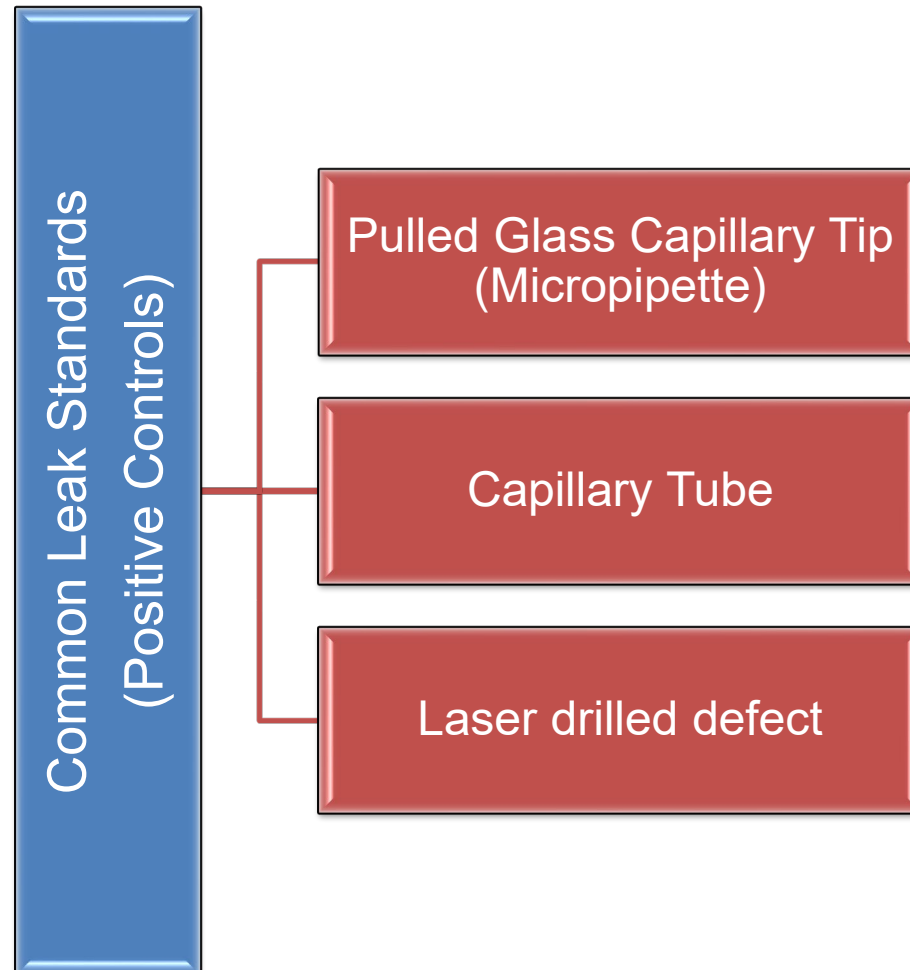 Common Leak Standards
(Positive Controls)
Pulled Glass Capillary Tip
(Micropipette)
Capillary Tube
Laser drilled defect